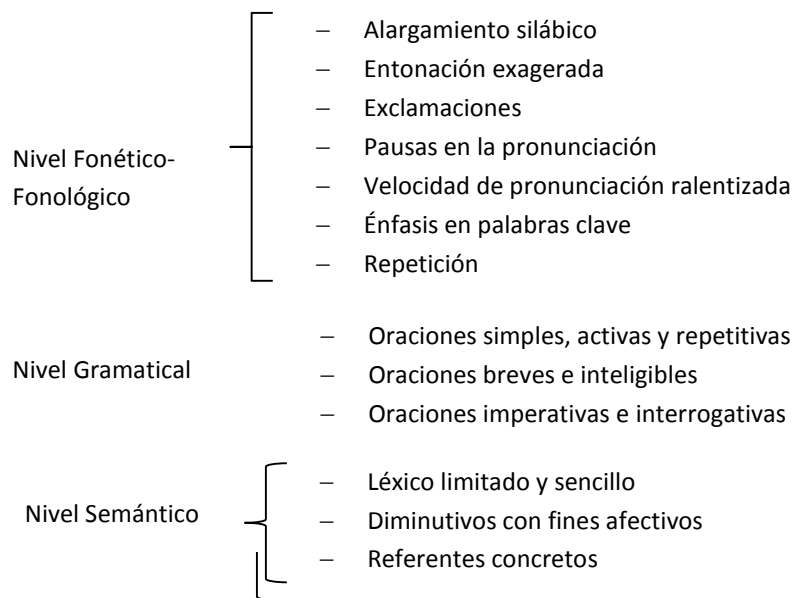 Nivel Fonético-
Fonológico
– Alargamiento silábico
– Entonación exagerada
– Exclamaciones
– Pausas en la pronunciación
– Velocidad de pronunciación ralentizada
– Énfasis en palabras clave
– Repetición
Nivel Gramatical
– Oraciones simples, activas y repetitivas
– Oraciones breves e inteligibles
– Oraciones imperativas e interrogativas
Nivel Semántico
– Léxico limitado y sencillo
– Diminutivos con fines afectivos
– Referentes concretos